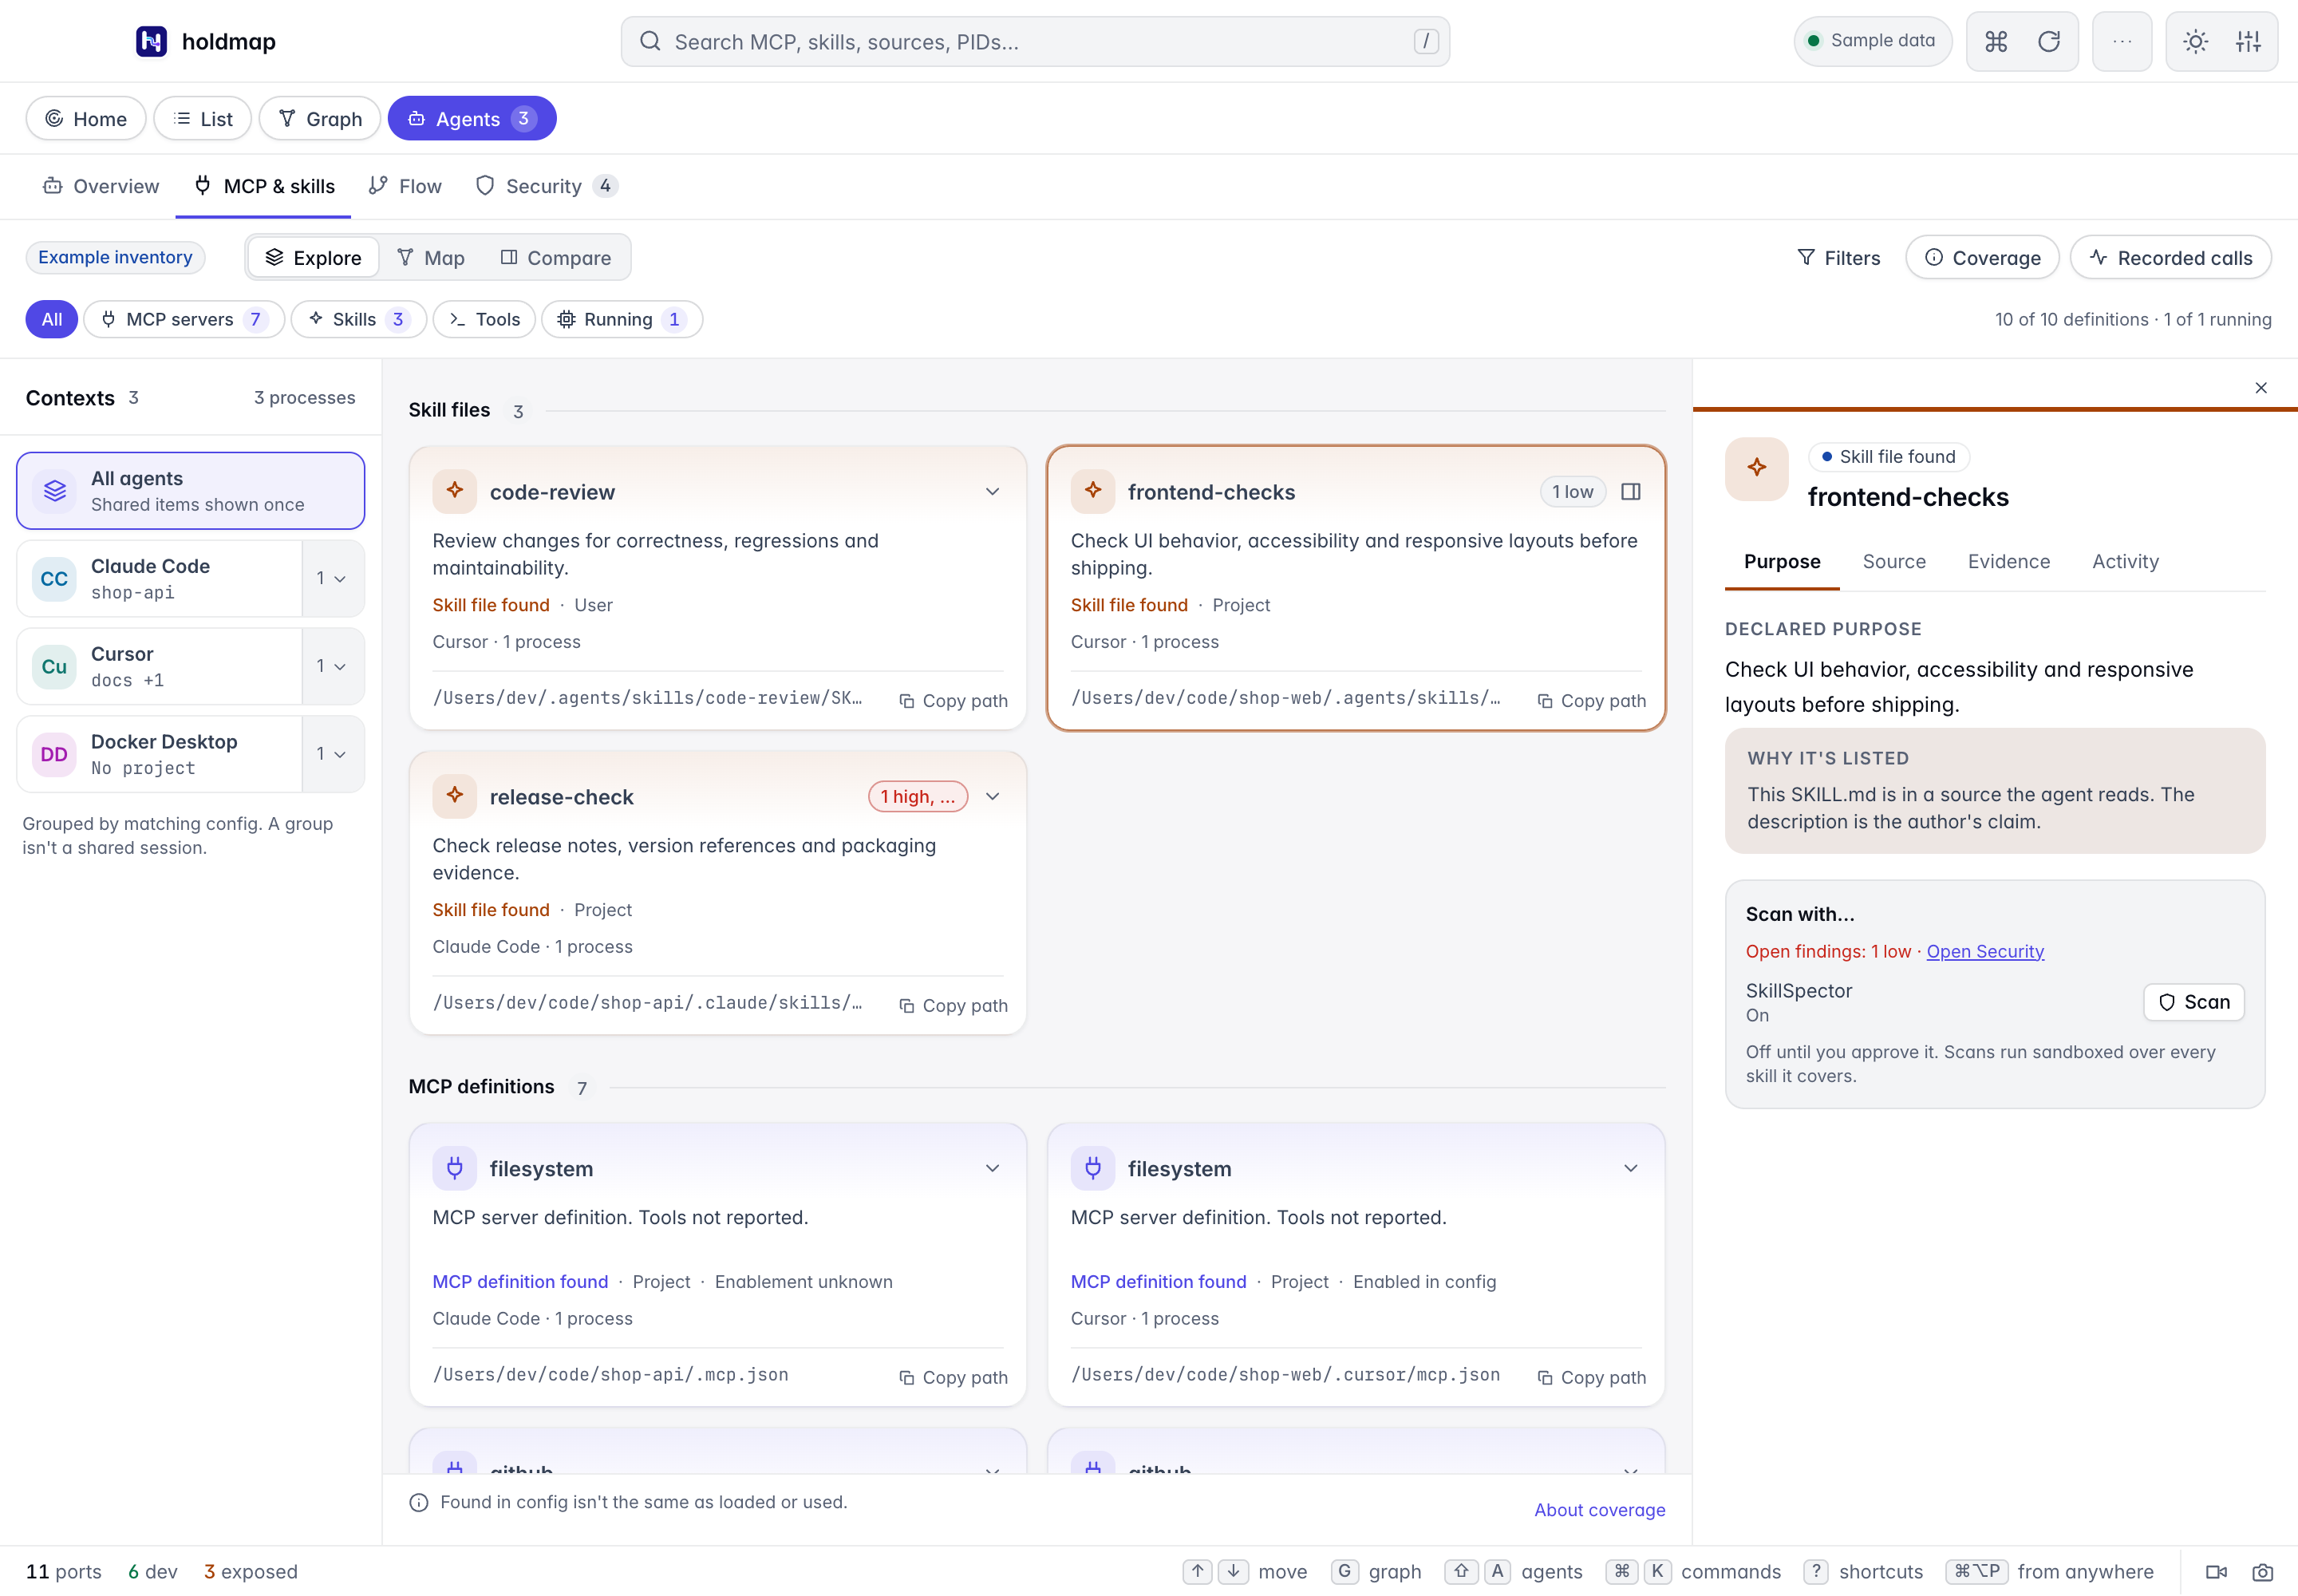 holdmap
Search MCP, skills, sources, PIDs...
/
Sample data
Home
List
Graph
Agents 3
Overview
MCP & skills
Flow
Security 4
Example inventory
Explore
Map
Compare
Filters
Coverage
Recorded calls
All
MCP servers 7
Skills 3
Tools
Running 1
10 of 10 definitions · 1 of 1 running
Contexts 3
3 processes
All agents
Shared items shown once
CC
Claude Code
shop-api
1
Cu
Cursor
docs +1
1
DD
Docker Desktop
No project
1
Grouped by matching config. A group
isn't a shared session.
Skill files 3
code-review
Review changes for correctness, regressions and
maintainability.
Skill file found · User
Cursor · 1 process
/Users/dev/.agents/skills/code-review/SK…
Copy path
frontend-checks
1 low
Check UI behavior, accessibility and responsive layouts before
shipping.
Skill file found · Project
Cursor · 1 process
/Users/dev/code/shop-web/.agents/skills/…
Copy path
release-check
1 high, ...
Check release notes, version references and packaging
evidence.
Skill file found · Project
Claude Code · 1 process
/Users/dev/code/shop-api/.claude/skills/…
Copy path
MCP definitions 7
filesystem
MCP server definition. Tools not reported.
MCP definition found · Project · Enablement unknown
Claude Code · 1 process
/Users/dev/code/shop-api/.mcp.json
Copy path
filesystem
MCP server definition. Tools not reported.
MCP definition found · Project · Enabled in config
Cursor · 1 process
/Users/dev/code/shop-web/.cursor/mcp.json
Copy path
github
github
Found in config isn't the same as loaded or used.
About coverage
Skill file found
frontend-checks
Purpose
Source
Evidence
Activity
DECLARED PURPOSE
Check UI behavior, accessibility and responsive
layouts before shipping.
WHY IT'S LISTED
This SKILL.md is in a source the agent reads. The
description is the author's claim.
Scan with...
Open findings: 1 low · Open Security
SkillSpector
On
Scan
Off until you approve it. Scans run sandboxed over every
skill it covers.
11 ports
6 dev
3 exposed
↑ ↓ move
G graph
⇧ A agents
⌘ K commands
? shortcuts
⌘⌥P from anywhere